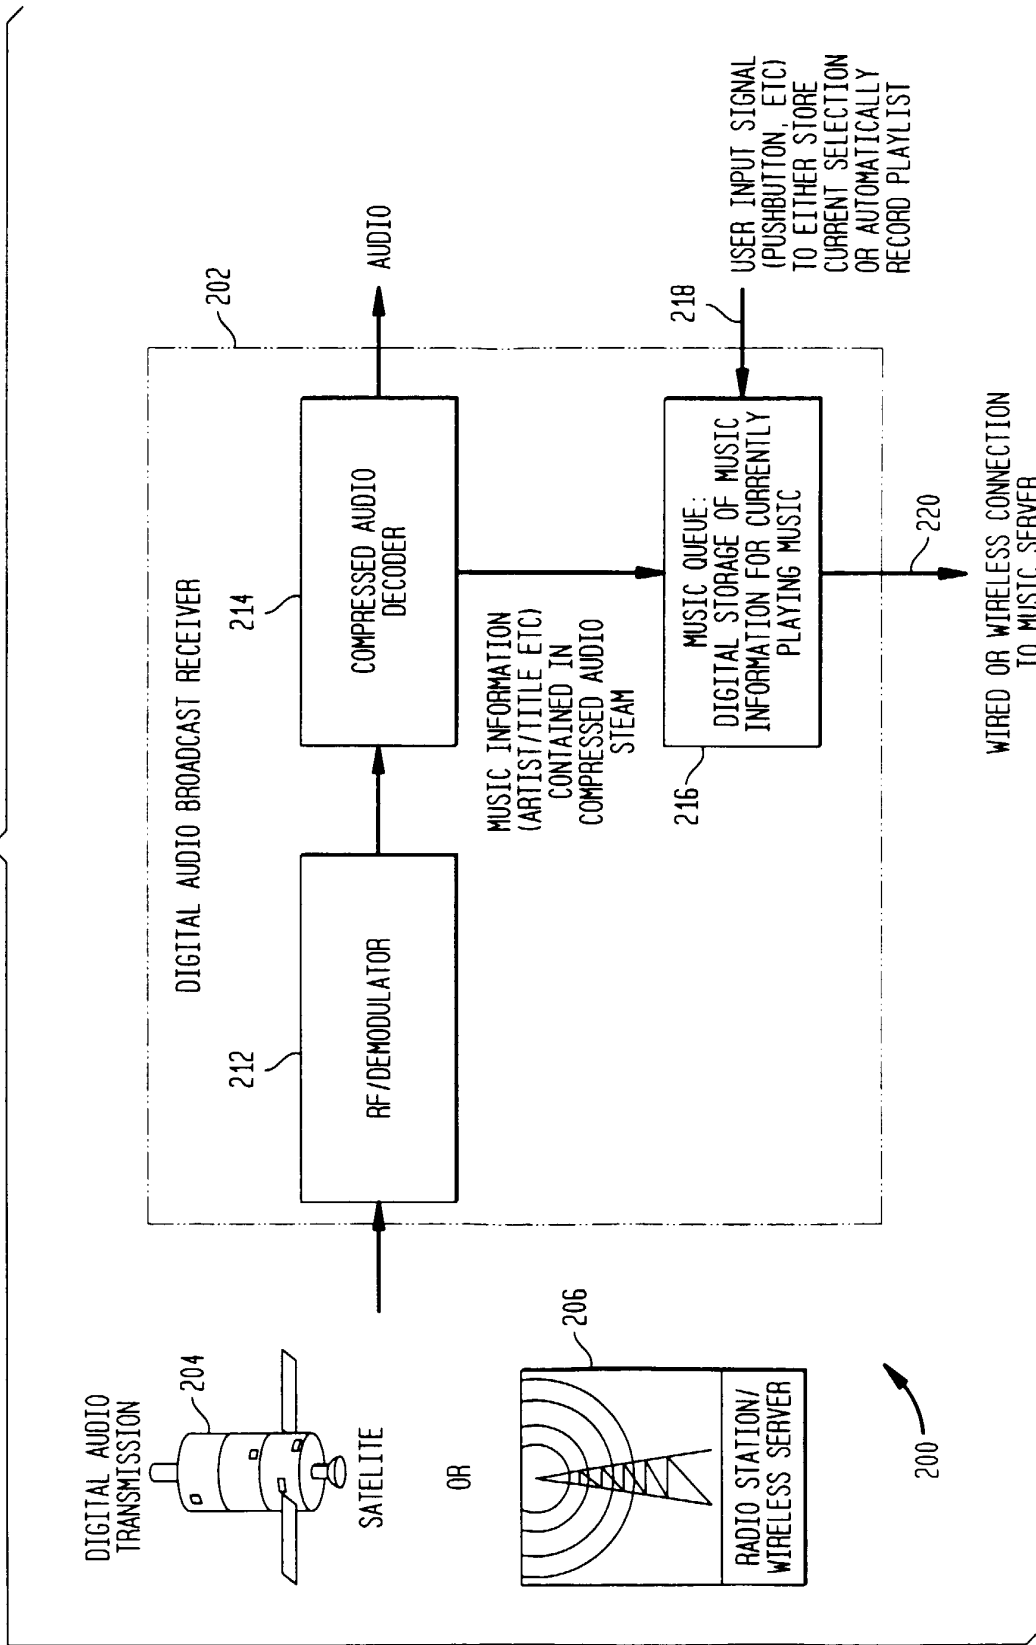 DIGITAL AUDIO
TRANSMISSION
204
SATELITE
OR
206
RADIO STATION/
WIRELESS SERVER
200
DIGITAL AUDIO BROADCAST RECEIVER
202
212
RF/DEMODULATOR
214
COMPRESSED AUDIO
DECODER
AUDIO
MUSIC INFORMATION
(ARTIST/TITLE ETC)
CONTAINED IN
COMPRESSED AUDIO
STEAM
216
MUSIC QUEUE:
DIGITAL STORAGE OF MUSIC
INFORMATION FOR CURRENTLY
PLAYING MUSIC
218
USER INPUT SIGNAL
(PUSHBUTTON, ETC)
TO EITHER STORE
CURRENT SELECTION
OR AUTOMATICALLY
RECORD PLAYLIST
220
WIRED OR WIRELESS CONNECTION
TO MUSIC SERVER